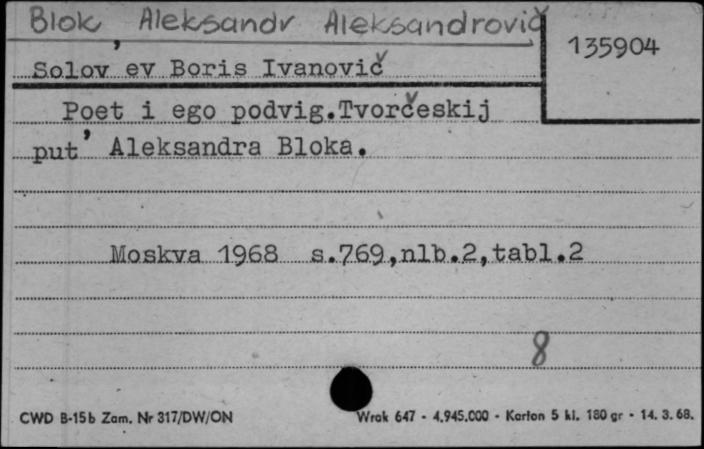 Blok, Aleksandr Aleksandrovič
135904
Solov'ev Boris Ivanovič
Poet i ego podvig.Tvorčeskij
put' Aleksandra Bloka.
Moskva 1968 s.769,nlb.2,tabl.2
8
CWD B-15b Zam. Nr 317/DW/ON
Wrak 647 - 4.945.000 - Karton 5 kl. 180 gr - 14. 3. 68.